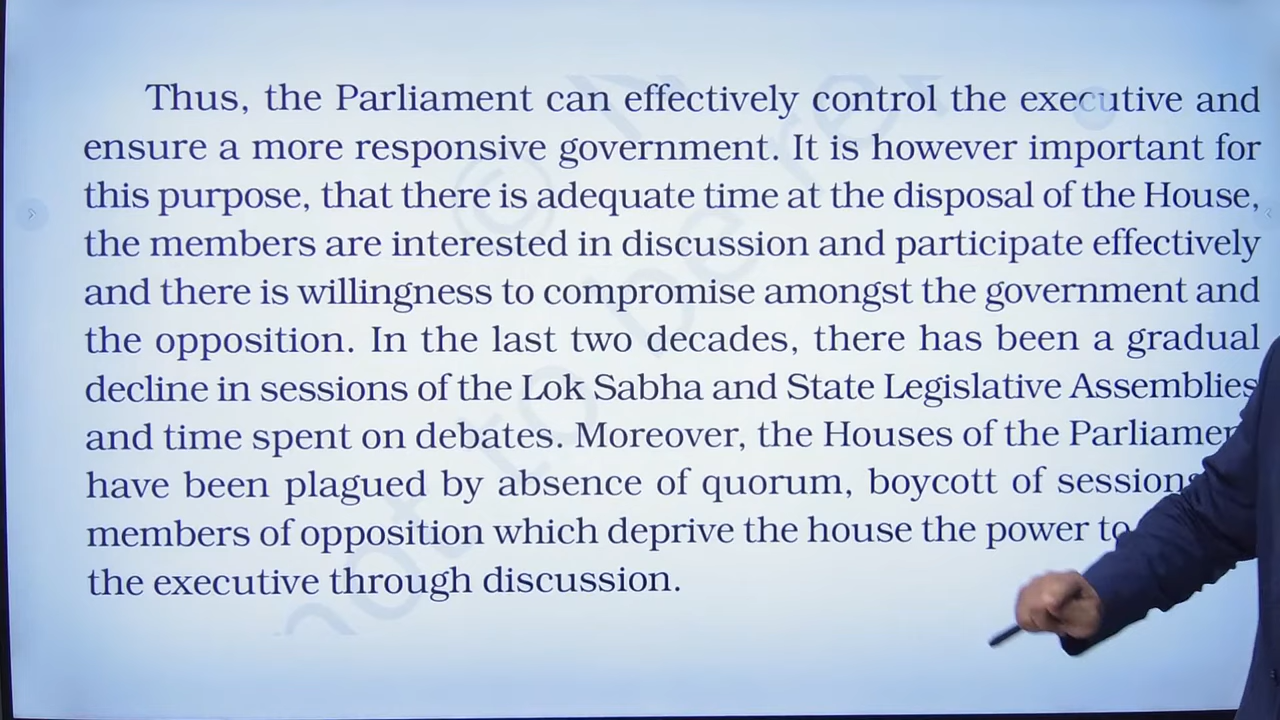 Thus, the Parliament can effectively control the executive and
ensure a more responsive government. It is however important for
this purpose, that there is adequate time at the disposal of the House,
the members are interested in discussion and participate effectively
and there is willingness to compromise amongst the government and
the opposition. In the last two decades, there has been a gradual
decline in sessions of the Lok Sabha and State Legislative Assemblies
and time spent on debates. Moreover, the Houses of the
have been plagued by absence of quorum, boycott of
members of opposition which deprive the house the power to
the executive through discussion.
© N
not to be re